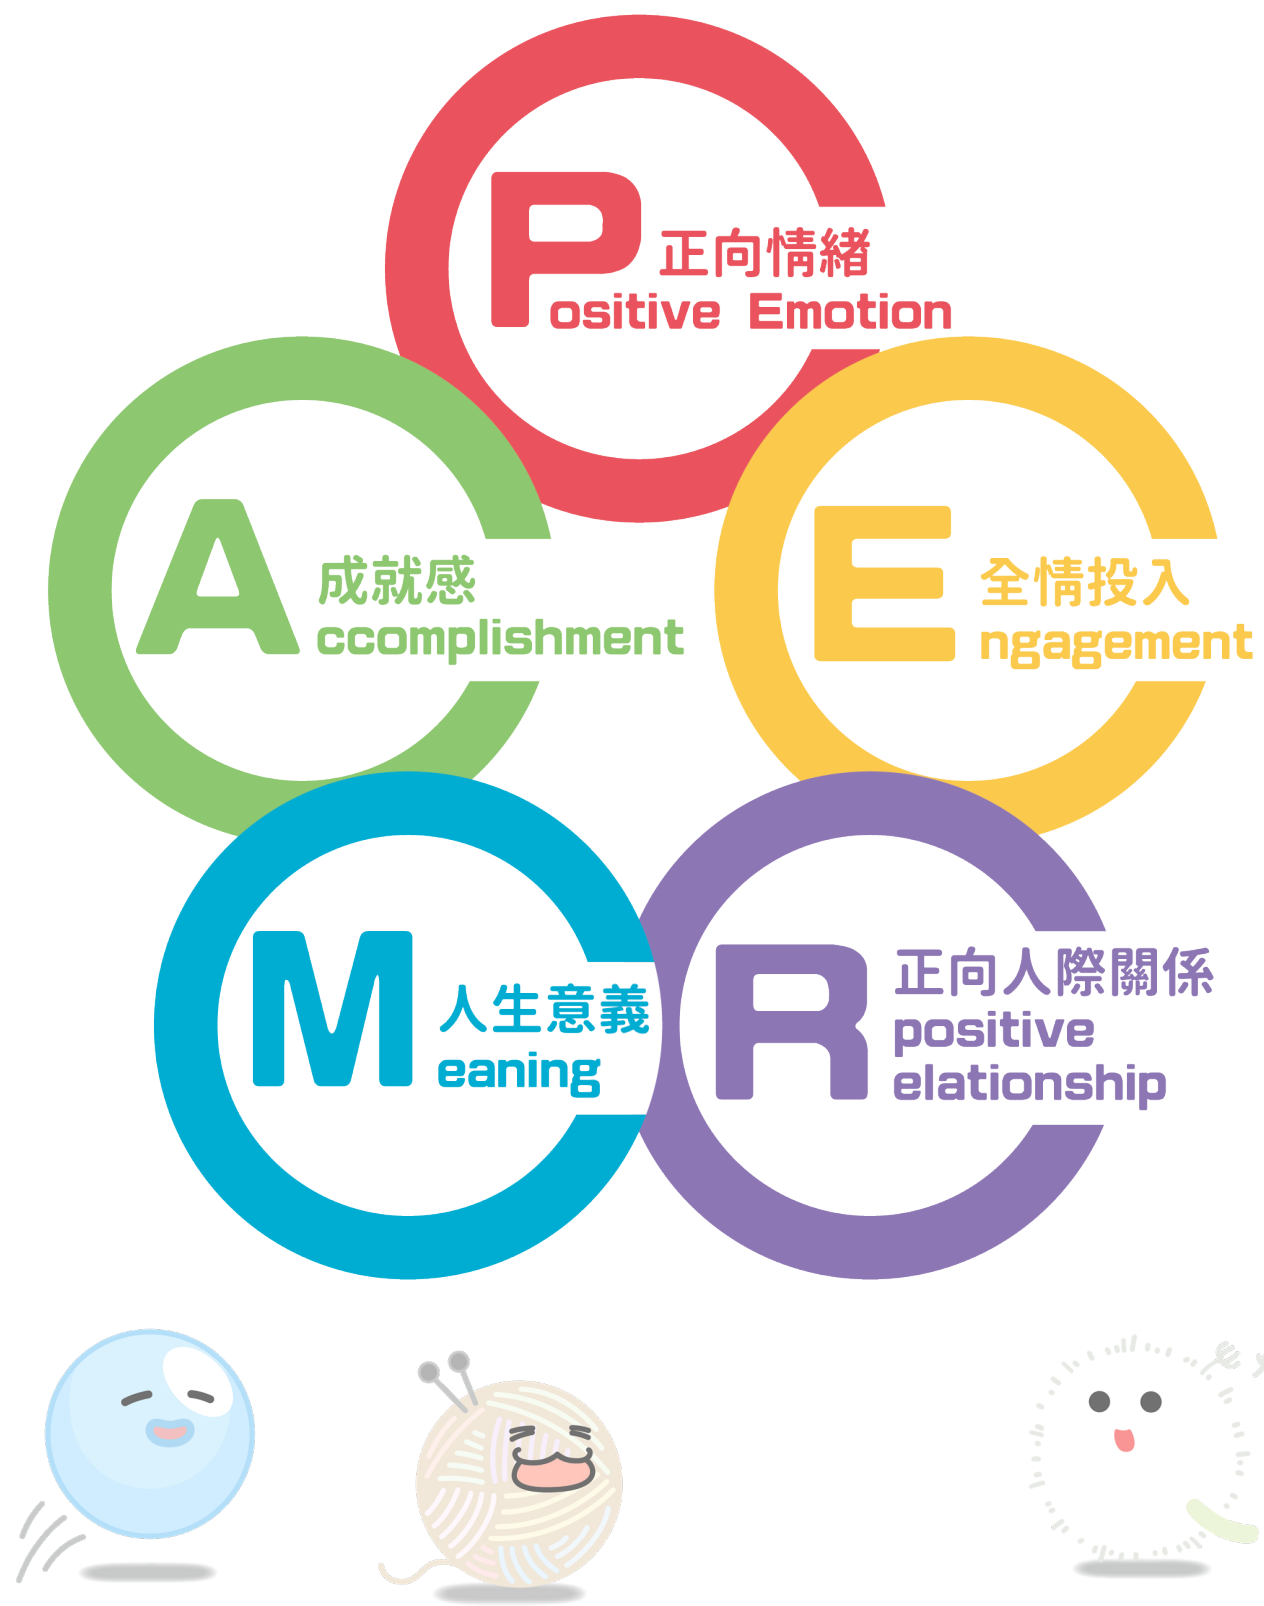 P 正向情緒
ositive Emotion
A 成就感
ccomplishment
E 全情投入
ngagement
M 人生意義
eaning
R 正向人際關係
positive
elationship